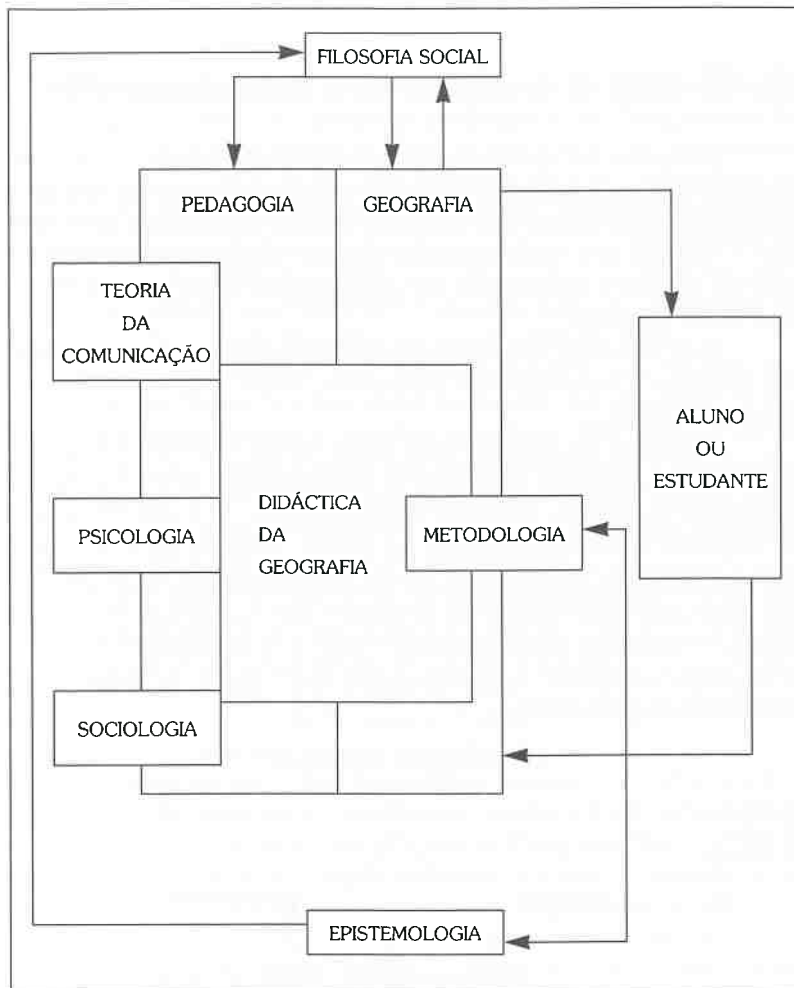 FILOSOFIA SOCIAL
PEDAGOGIA
GEOGRAFIA
TEORIA
DA
COMUNICAÇÃO
ALUNO
OU
ESTUDANTE
DIDÁCTICA
DA
GEOGRAFIA
PSICOLOGIA
METODOLOGIA
SOCIOLOGIA
EPISTEMOLOGIA